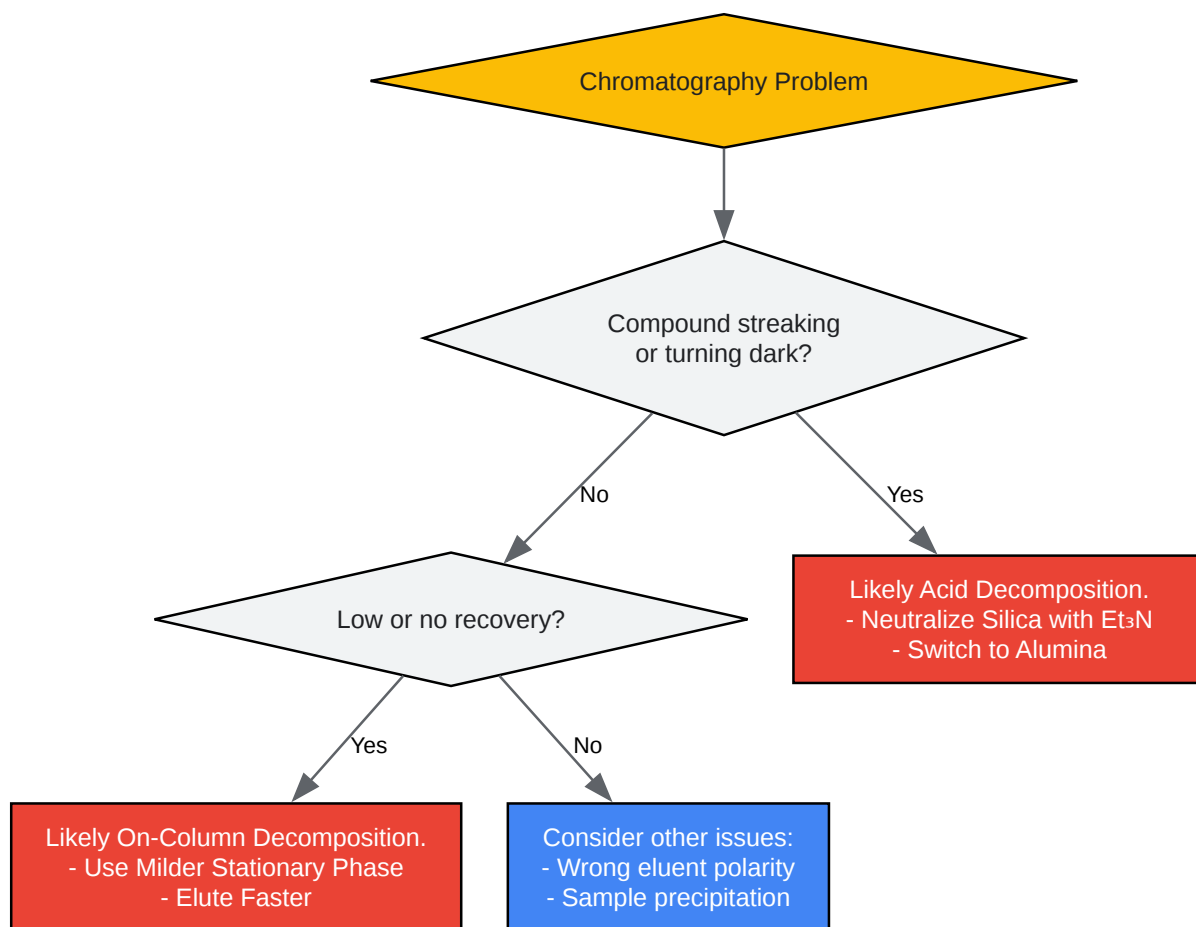 Chromatography Problem
Compound streaking
or turning dark?
No
Yes
Low or no recovery?
Likely Acid Decomposition.
- Neutralize Silica with Et₃N
- Switch to Alumina
Yes
No
Likely On-Column Decomposition.
- Use Milder Stationary Phase
- Elute Faster
Consider other issues:
- Wrong eluent polarity
- Sample precipitation